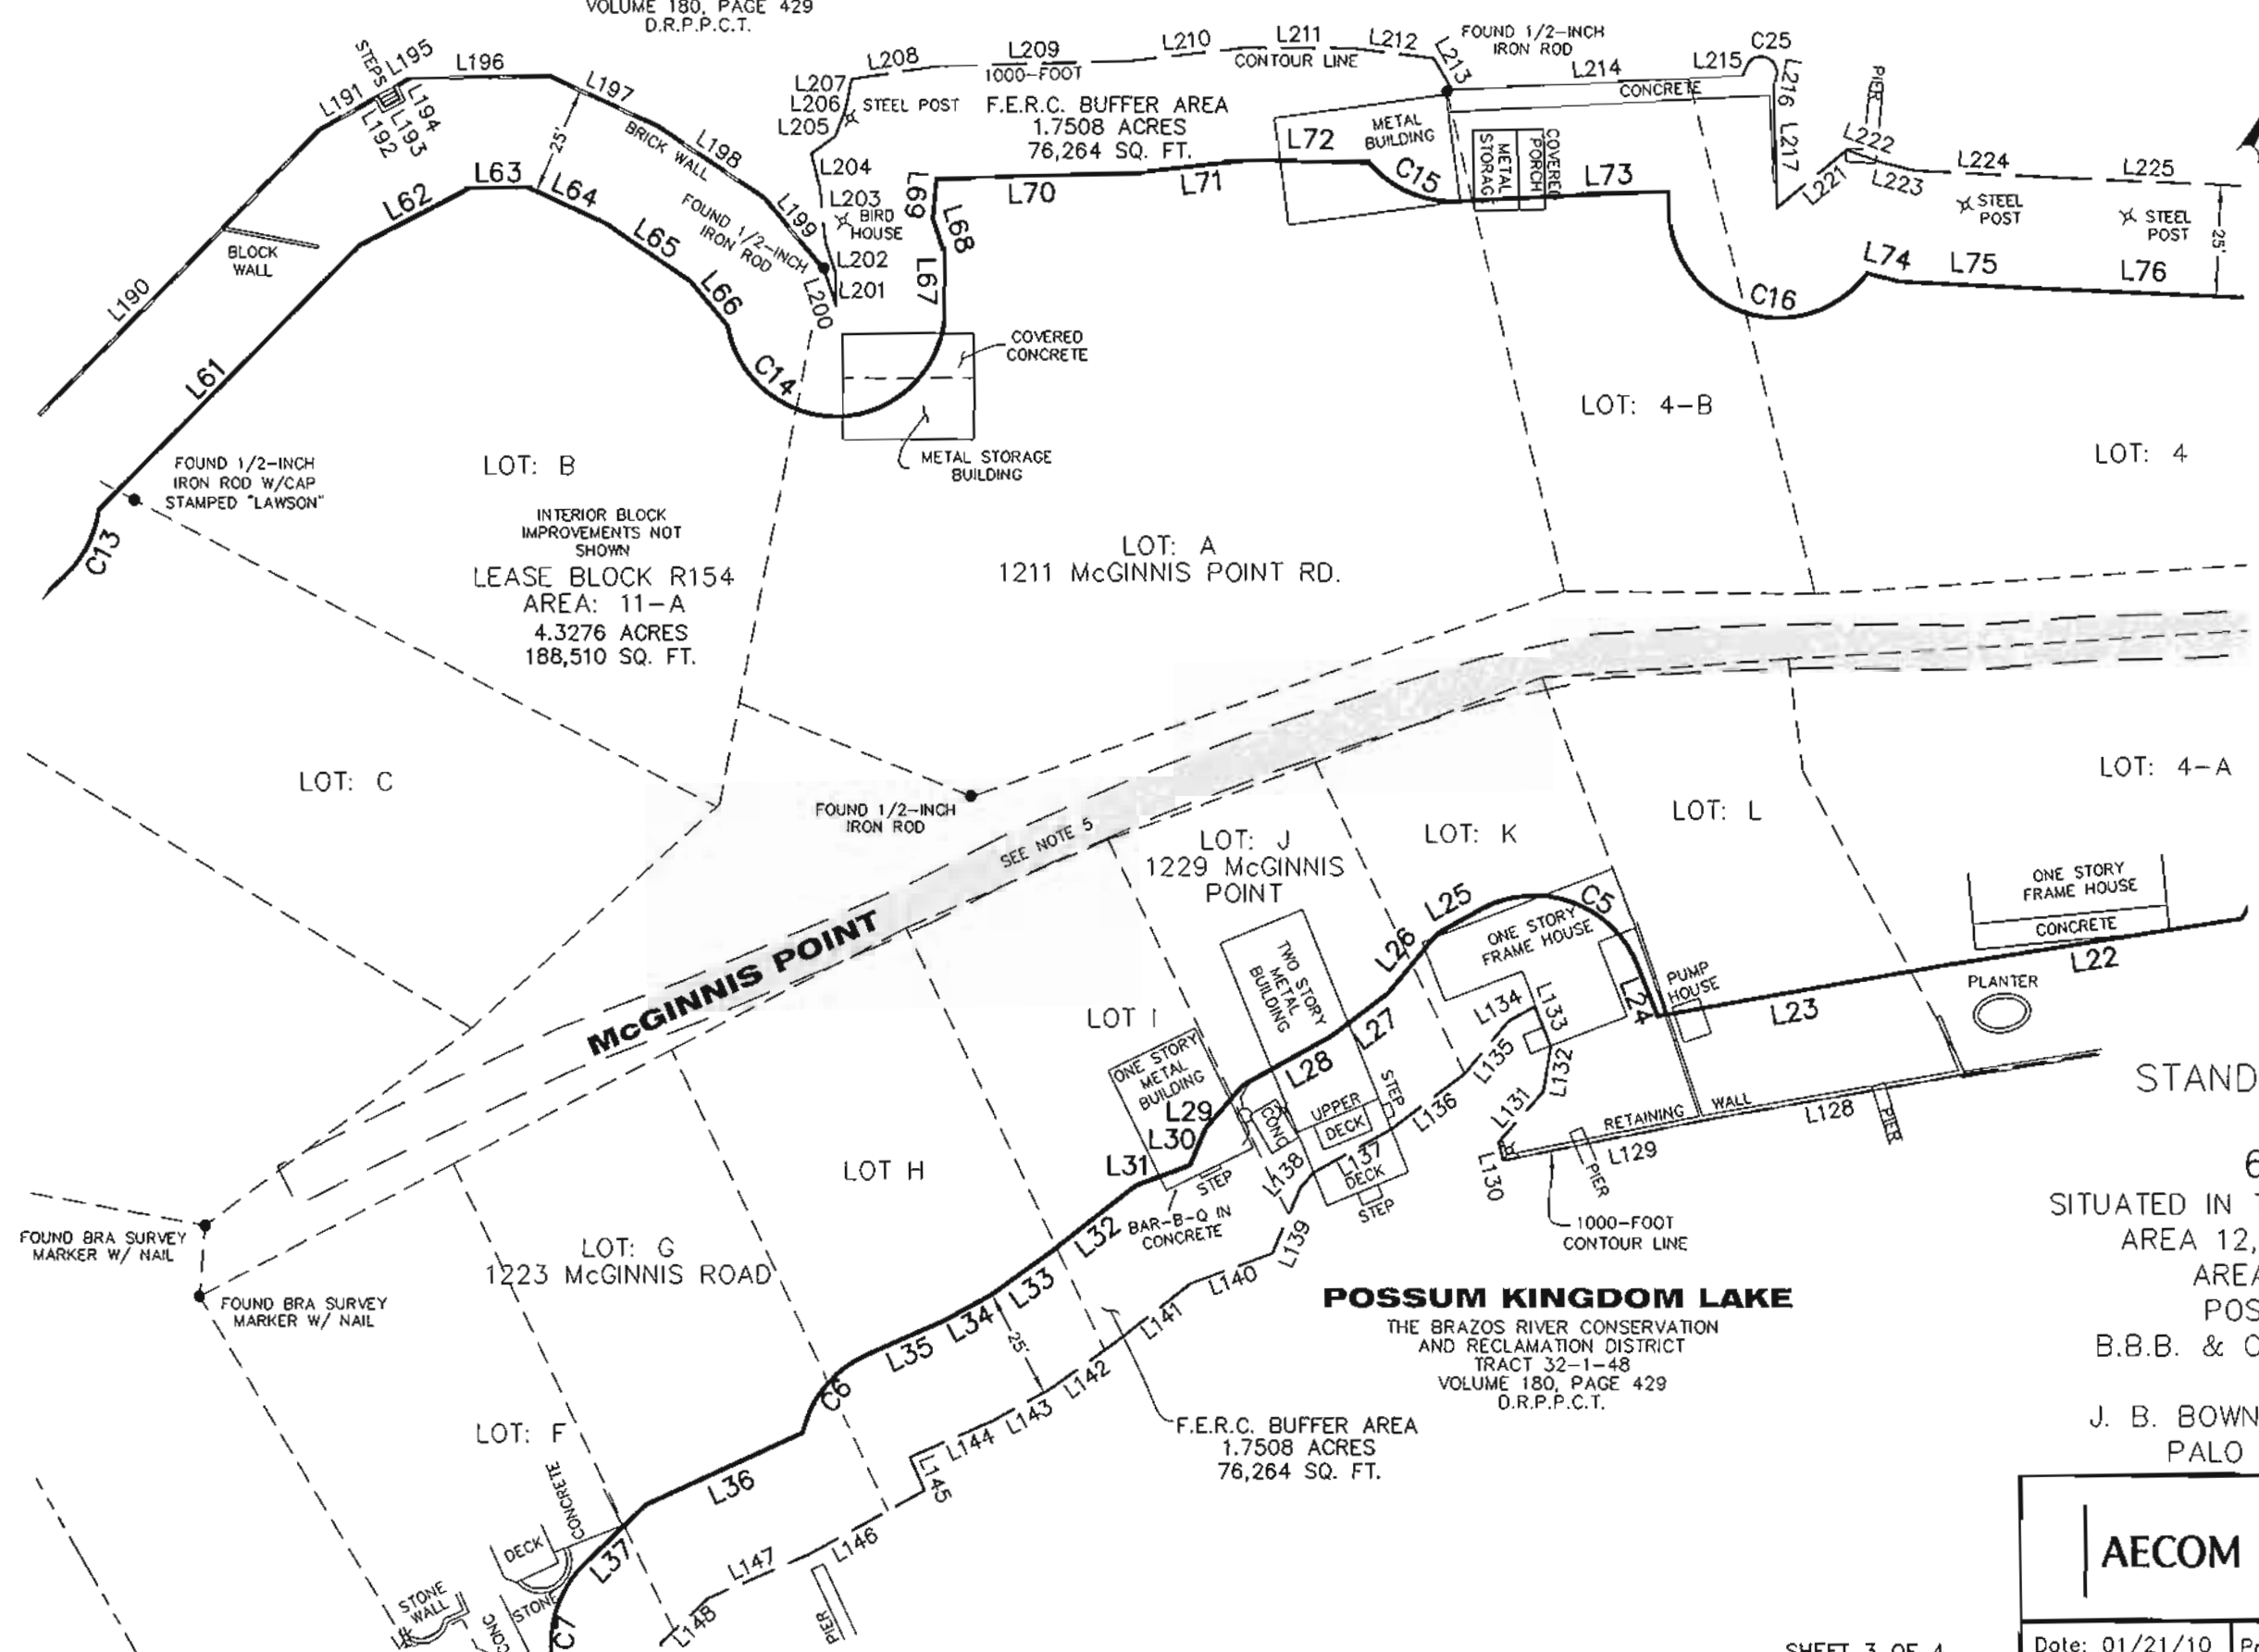 VOLUME 180, PAGE 429
D.R.P.P.C.T.
STEPS
L195
L196
L191
L194
L193
L192
L197
25'
BRICK WALL
L198
L190
BLOCK
WALL
L199
FOUND 1/2-INCH
IRON ROD
L200
L201
L202
L203
BIRD
HOUSE
L204
L205
L206
L207
STEEL POST
L208
L209
1000-FOOT
L210
L211
CONTOUR LINE
L212
L213
FOUND 1/2-INCH
IRON ROD
F.E.R.C. BUFFER AREA
1.7508 ACRES
76,264 SQ. FT.
L214
CONCRETE
L215
C25
L216
L217
PIER
L221
L222
L223
L224
L225
STEEL
POST
STEEL
POST
25'
L61
L62
L63
L64
L65
L66
C14
L67
L68
L69
L70
L71
L72
METAL
BUILDING
C15
METAL
STORAG
COVERED
PORCH
L73
C16
L74
L75
L76
COVERED
CONCRETE
METAL STORAGE
BUILDING
FOUND 1/2-INCH
IRON ROD W/CAP
STAMPED "LAWSON"
C13
LOT: B
INTERIOR BLOCK
IMPROVEMENTS NOT
SHOWN
LEASE BLOCK R154
AREA: 11-A
4.3276 ACRES
188,510 SQ. FT.
LOT: A
1211 McGINNIS POINT RD.
LOT: 4-B
LOT: 4
LOT: C
FOUND 1/2-INCH
IRON ROD
SEE NOTE 5
McGINNIS POINT
LOT: J
1229 McGINNIS
POINT
LOT: K
LOT: L
LOT: 4-A
ONE STORY
FRAME HOUSE
CONCRETE
L22
PLANTER
L23
PUMP
HOUSE
L24
C5
ONE STORY
FRAME HOUSE
L25
L26
L27
L28
TWO STORY
METAL
BUILDING
LOT I
ONE STORY
METAL
BUILDING
L29
L30
L31
CONC
UPPER
DECK
STEP
DECK
STEP
STEP
BAR-B-Q IN
CONCRETE
L128
L129
L130
L131
L132
L133
L134
L135
L136
L137
L138
L139
L140
L141
L142
L143
L144
L145
L146
L147
L148
RETAINING WALL
PIER
PIER
1000-FOOT
CONTOUR LINE
FOUND BRA SURVEY
MARKER W/ NAIL
FOUND BRA SURVEY
MARKER W/ NAIL
LOT H
LOT: G
1223 McGINNIS ROAD
LOT: F
L32
L33
L34
L35
25'
C6
L36
L37
C7
CONCRETE
DECK
STONE
STONE
WALL
CONC
PIER
F.E.R.C. BUFFER AREA
1.7508 ACRES
76,264 SQ. FT.
POSSUM KINGDOM LAKE
THE BRAZOS RIVER CONSERVATION
AND RECLAMATION DISTRICT
TRACT 32-1-48
VOLUME 180, PAGE 429
D.R.P.P.C.T.
STAND
6
SITUATED IN
AREA 12,
AREA
POS
B.B.B. & C
J. B. BOWN
PALO
AECOM
SHEET 3 OF 4
Date: 01/21/10